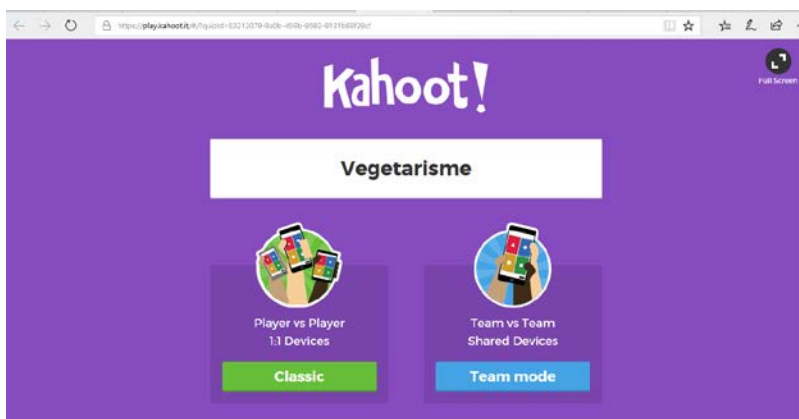 Kahoot!
Full Screen
Vegetarisme
Player vs Player
1:1 Devices
Classic
Team vs Team
Shared Devices
Team mode